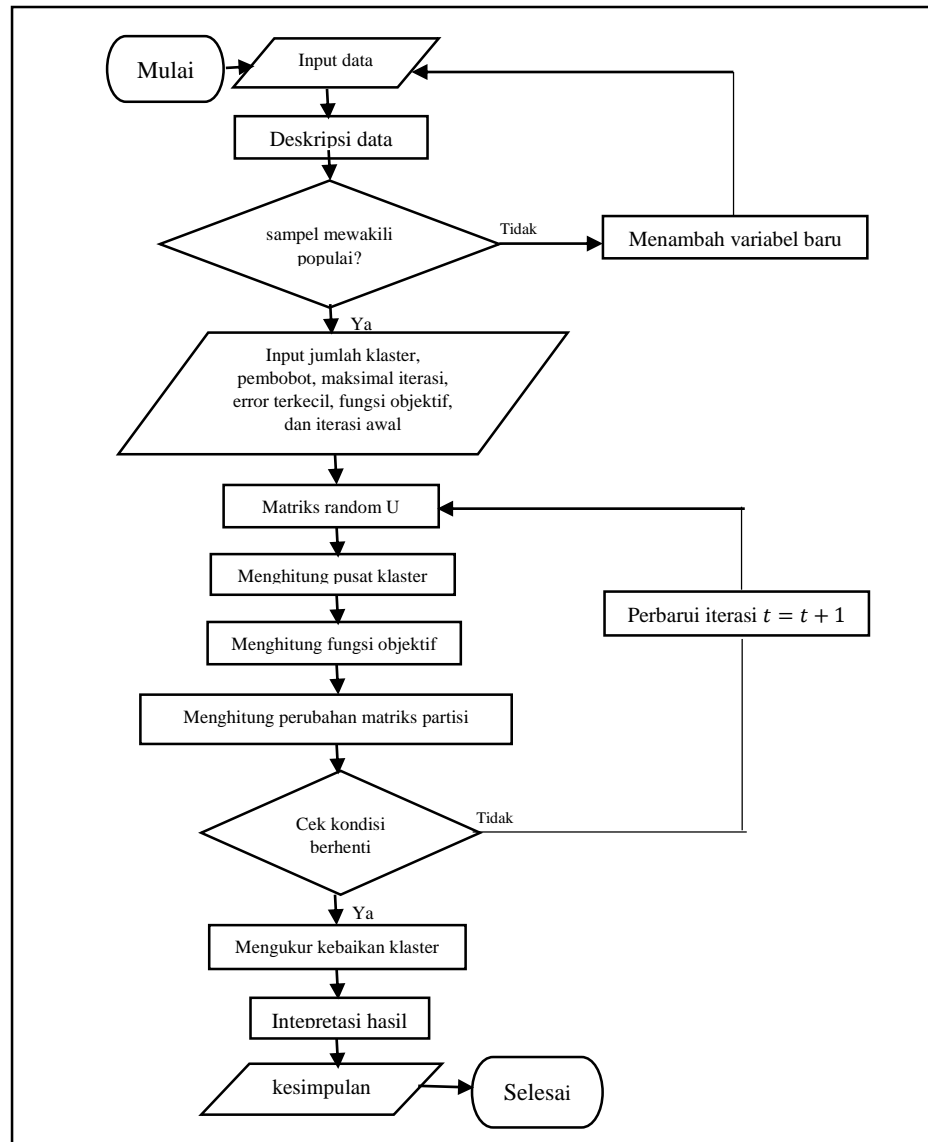 Mulai
Input data
Deskripsi data
sampel mewakili
populai?
Tidak
Menambah variabel baru
Ya
Input jumlah klaster,
pembobot, maksimal iterasi,
error terkecil, fungsi objektif,
dan iterasi awal
Matriks random U
Menghitung pusat klaster
Menghitung fungsi objektif
Perbarui iterasi t = t + 1
Menghitung perubahan matriks partisi
Cek kondisi
berhenti
Tidak
Ya
Mengukur kebaikan klaster
Intepretasi hasil
kesimpulan
Selesai